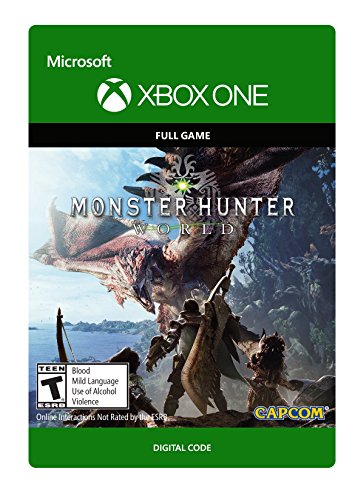 Microsoft
XBOX ONE
FULL GAME
MONSTER HUNTER
WORLD
TEEN
T
ESRB
Blood
Mild Language
Use of Alcohol
Violence
Online Interactions Not Rated by the ESRB
CAPCOM
DIGITAL CODE